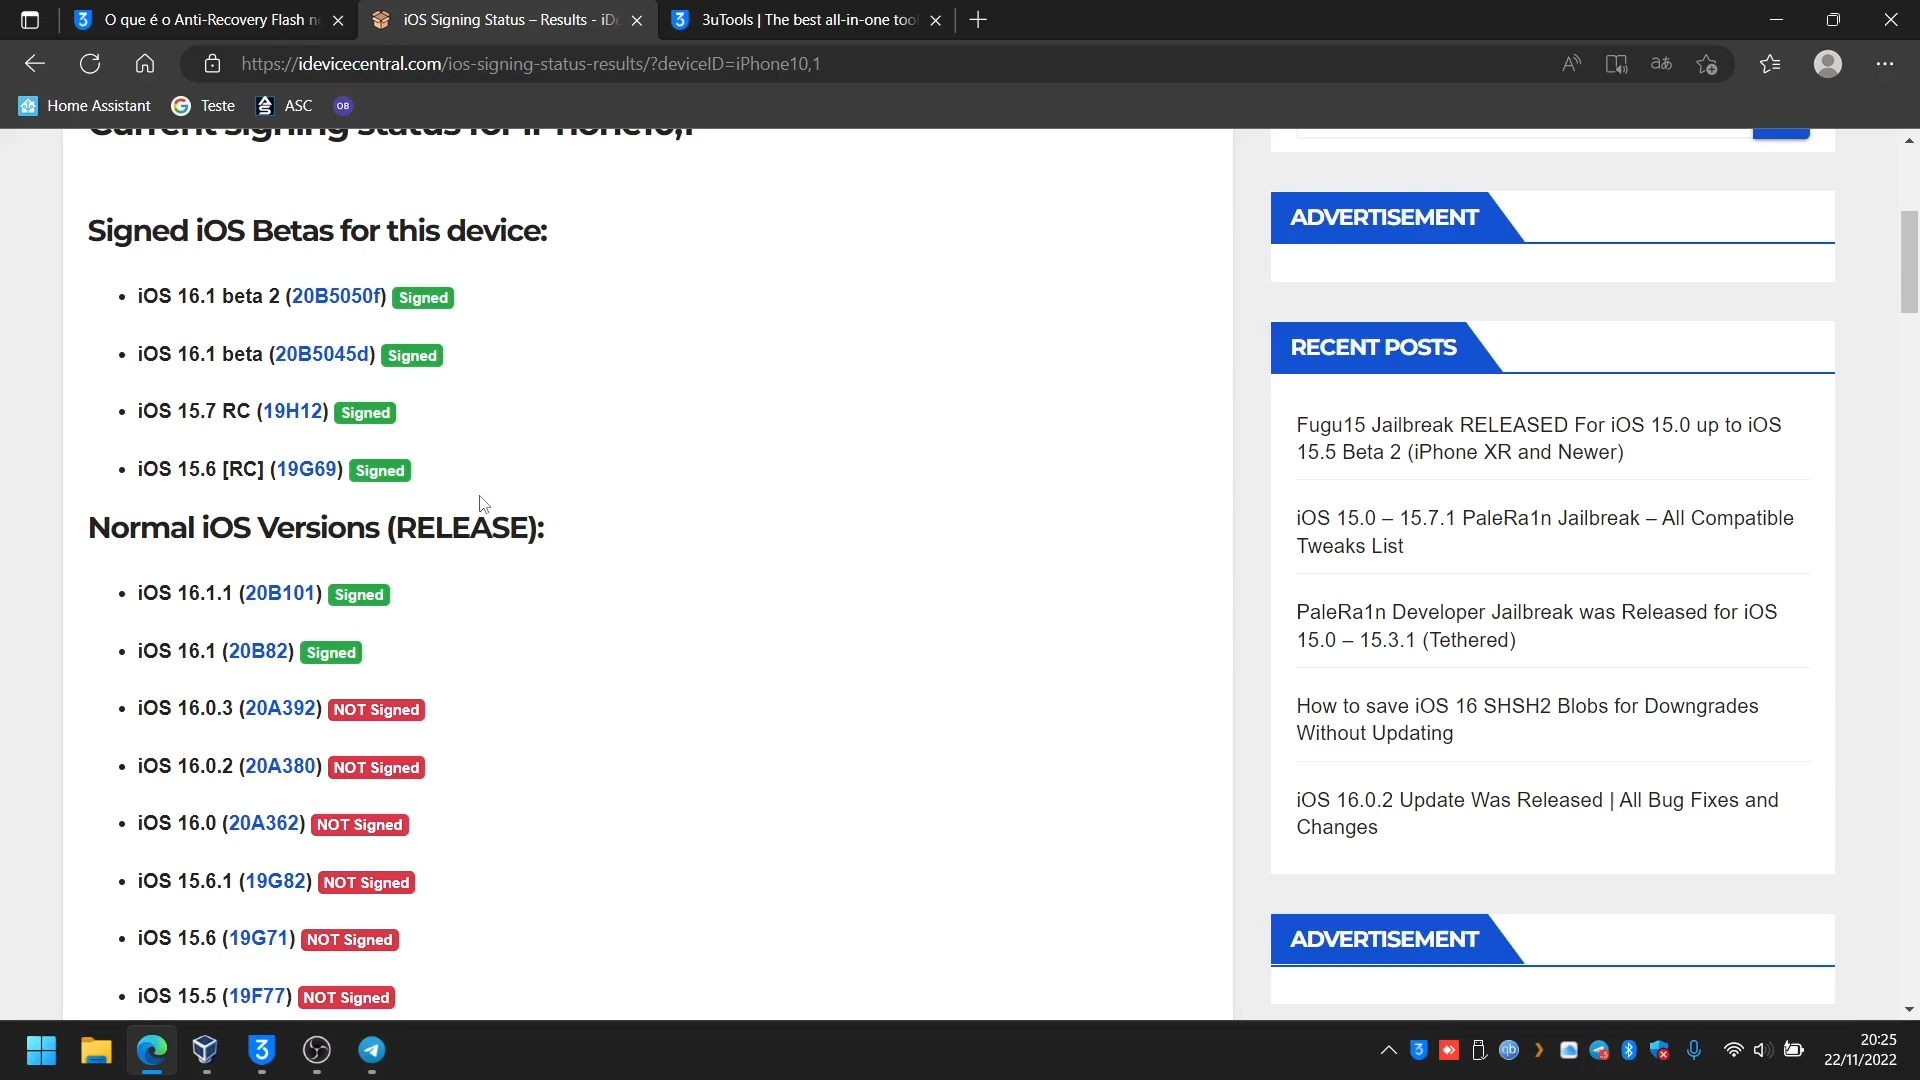 O que é o Anti-Recovery Flash n
iOS Signing Status – Results - iDe
3uTools | The best all-in-one tool
https://idevicecentral.com/ios-signing-status-results/?deviceID=iPhone10,1
Home Assistant
Teste
ASC
OB
Current signing status for iPhone10,1
Signed iOS Betas for this device:
• iOS 16.1 beta 2 (20B5050f) Signed
• iOS 16.1 beta (20B5045d) Signed
• iOS 15.7 RC (19H12) Signed
• iOS 15.6 [RC] (19G69) Signed
Normal iOS Versions (RELEASE):
• iOS 16.1.1 (20B101) Signed
• iOS 16.1 (20B82) Signed
• iOS 16.0.3 (20A392) NOT Signed
• iOS 16.0.2 (20A380) NOT Signed
• iOS 16.0 (20A362) NOT Signed
• iOS 15.6.1 (19G82) NOT Signed
• iOS 15.6 (19G71) NOT Signed
• iOS 15.5 (19F77) NOT Signed
ADVERTISEMENT
RECENT POSTS
Fugu15 Jailbreak RELEASED For iOS 15.0 up to iOS
15.5 Beta 2 (iPhone XR and Newer)
iOS 15.0 – 15.7.1 PaleRa1n Jailbreak – All Compatible
Tweaks List
PaleRa1n Developer Jailbreak was Released for iOS
15.0 – 15.3.1 (Tethered)
How to save iOS 16 SHSH2 Blobs for Downgrades
Without Updating
iOS 16.0.2 Update Was Released | All Bug Fixes and
Changes
ADVERTISEMENT
20:25
22/11/2022